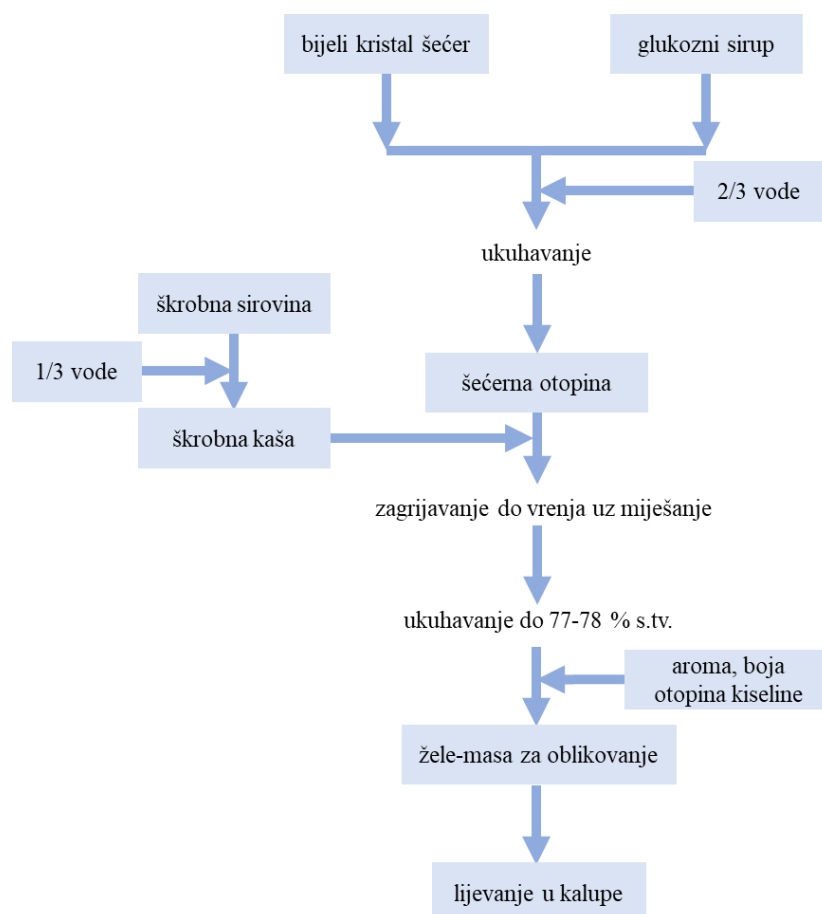 bijeli kristal šećer
glukozni sirup
2/3 vode
ukuhavanje
škrobna sirovina
1/3 vode
šećerna otopina
škrobna kaša
zagrijavanje do vrenja uz miješanje
ukuhavanje do 77-78 % s.tv.
aroma, boja
otopina kiseline
žele-masa za oblikovanje
lijevanje u kalupe